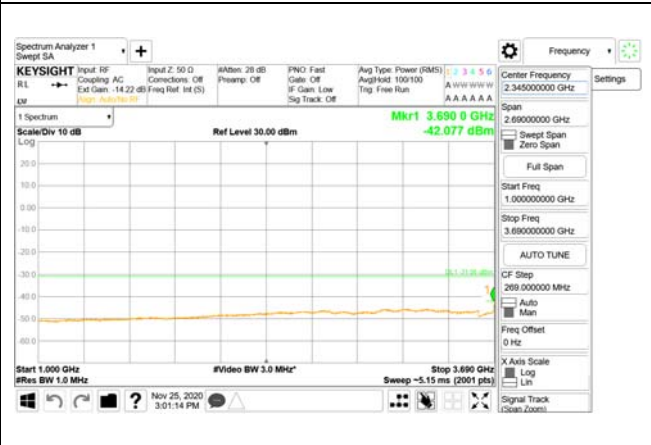 Spectrum Analyzer 1
Swept SA
+
Frequency
KEYSIGHT
RL
LXI
Input: RF
Coupling: AC
Ext Gain: -14.22 dB
Align: Auto/No RF
Input Z: 50 Ω
Corrections: Off
Freq Ref: Int (S)
#Atten: 28 dB
Preamp: Off
PNO: Fast
Gate: Off
IF Gain: Low
Sig Track: Off
Avg Type: Power (RMS)
Avg|Hold: 100/100
Trig: Free Run
1 2 3 4 5 6
A W W W W W
A A A A A A
1 Spectrum
Scale/Div 10 dB
Log
Ref Level 30.00 dBm
Mkr1 3.690 0 GHz
-42.077 dBm
20.0
10.0
0.00
-10.0
-20.0
-30.0
-40.0
-50.0
-60.0
1
Start 1.000 GHz
#Res BW 1.0 MHz
#Video BW 3.0 MHz*
Stop 3.690 GHz
Sweep ~5.15 ms (2001 pts)
Nov 25, 2020
3:01:14 PM
?
Center Frequency
2.345000000 GHz
Settings
Span
2.69000000 GHz
Swept Span
Zero Span
Full Span
Start Freq
1.000000000 GHz
Stop Freq
3.690000000 GHz
AUTO TUNE
CF Step
269.000000 MHz
Auto
Man
Freq Offset
0 Hz
X Axis Scale
Log
Lin
Signal Track
(Span Zoom)